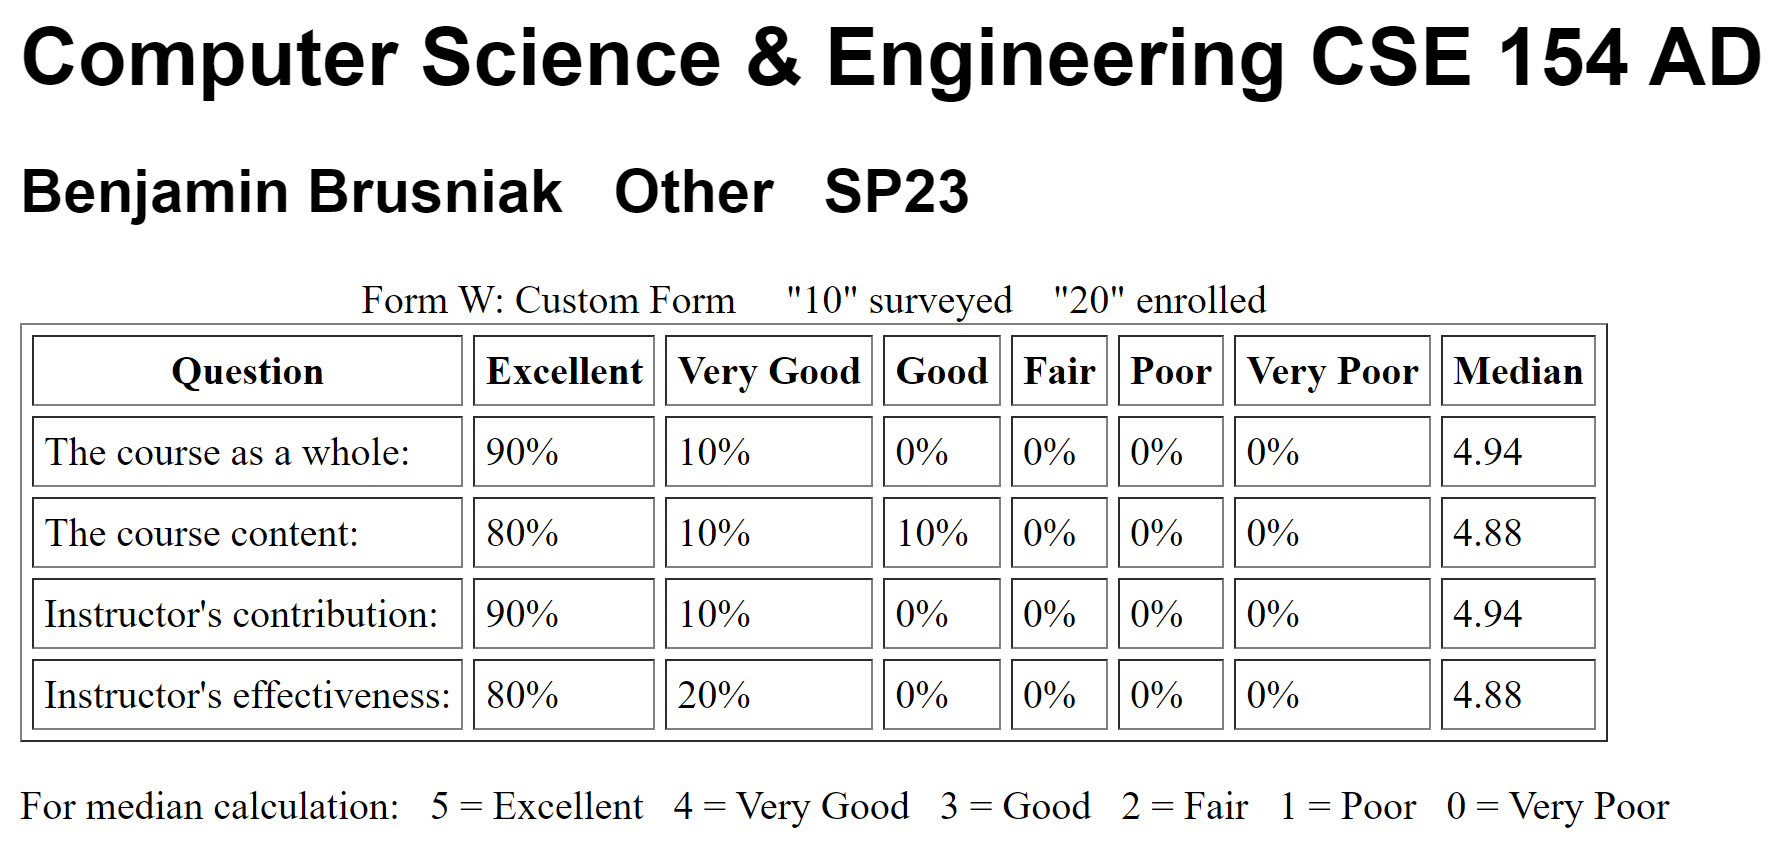 Computer Science & Engineering CSE 154 AD
Benjamin Brusniak Other SP23
Form W: Custom Form "10" surveyed "20" enrolled
Question Excellent Very Good Good Fair Poor Very Poor Median
The course as a whole: 90% 10% 0% 0% 0% 0% 4.94
The course content: 80% 10% 10% 0% 0% 0% 4.88
Instructor's contribution: 90% 10% 0% 0% 0% 0% 4.94
Instructor's effectiveness: 80% 20% 0% 0% 0% 0% 4.88
For median calculation: 5 = Excellent 4 = Very Good 3 = Good 2 = Fair 1 = Poor 0 = Very Poor